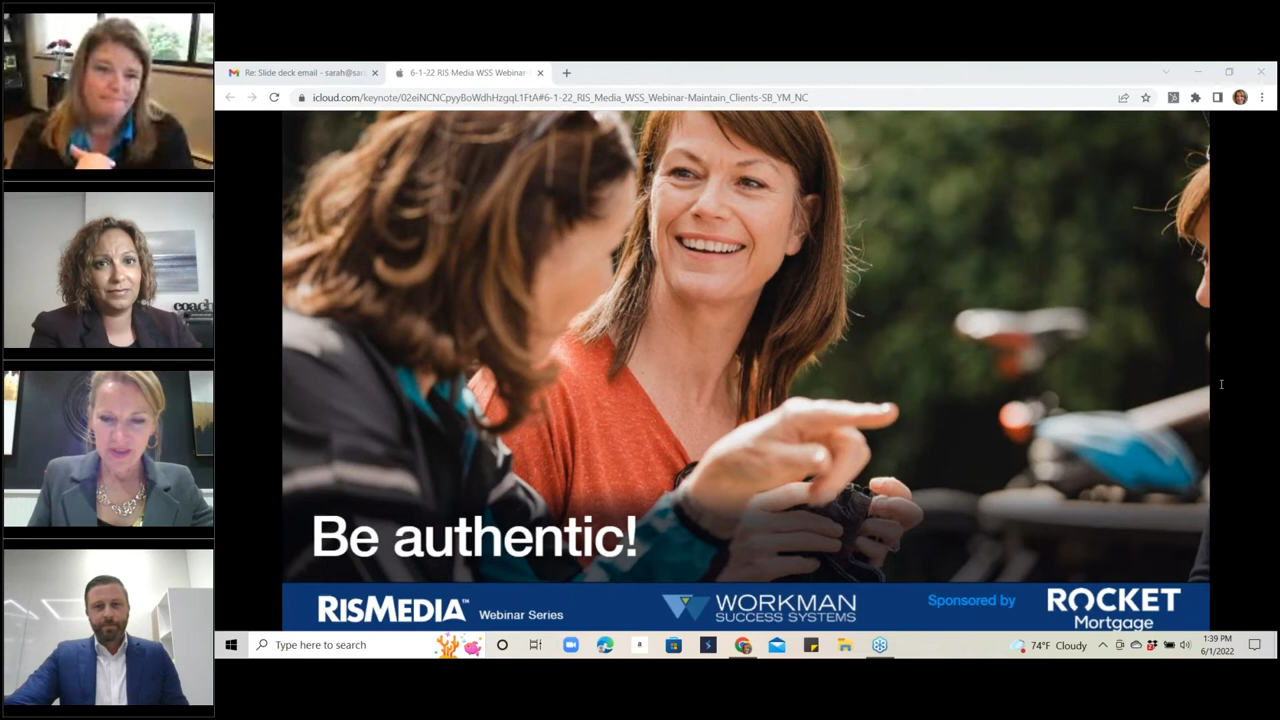 coach
Re: Slide deck email - sarah@sar
6-1-22 RIS Media WSS Webinar-
icloud.com/keynote/02eiNCNCpyyBoWdhHzgqL1FtA#6-1-22_RIS_Media_WSS_Webinar-Maintain_Clients-SB_YM_NC
Be authentic!
RISMEDIA™ Webinar Series
WORKMAN
SUCCESS SYSTEMS
Sponsored by
ROCKET
Mortgage
Type here to search
a
74°F Cloudy
1:39 PM
6/1/2022